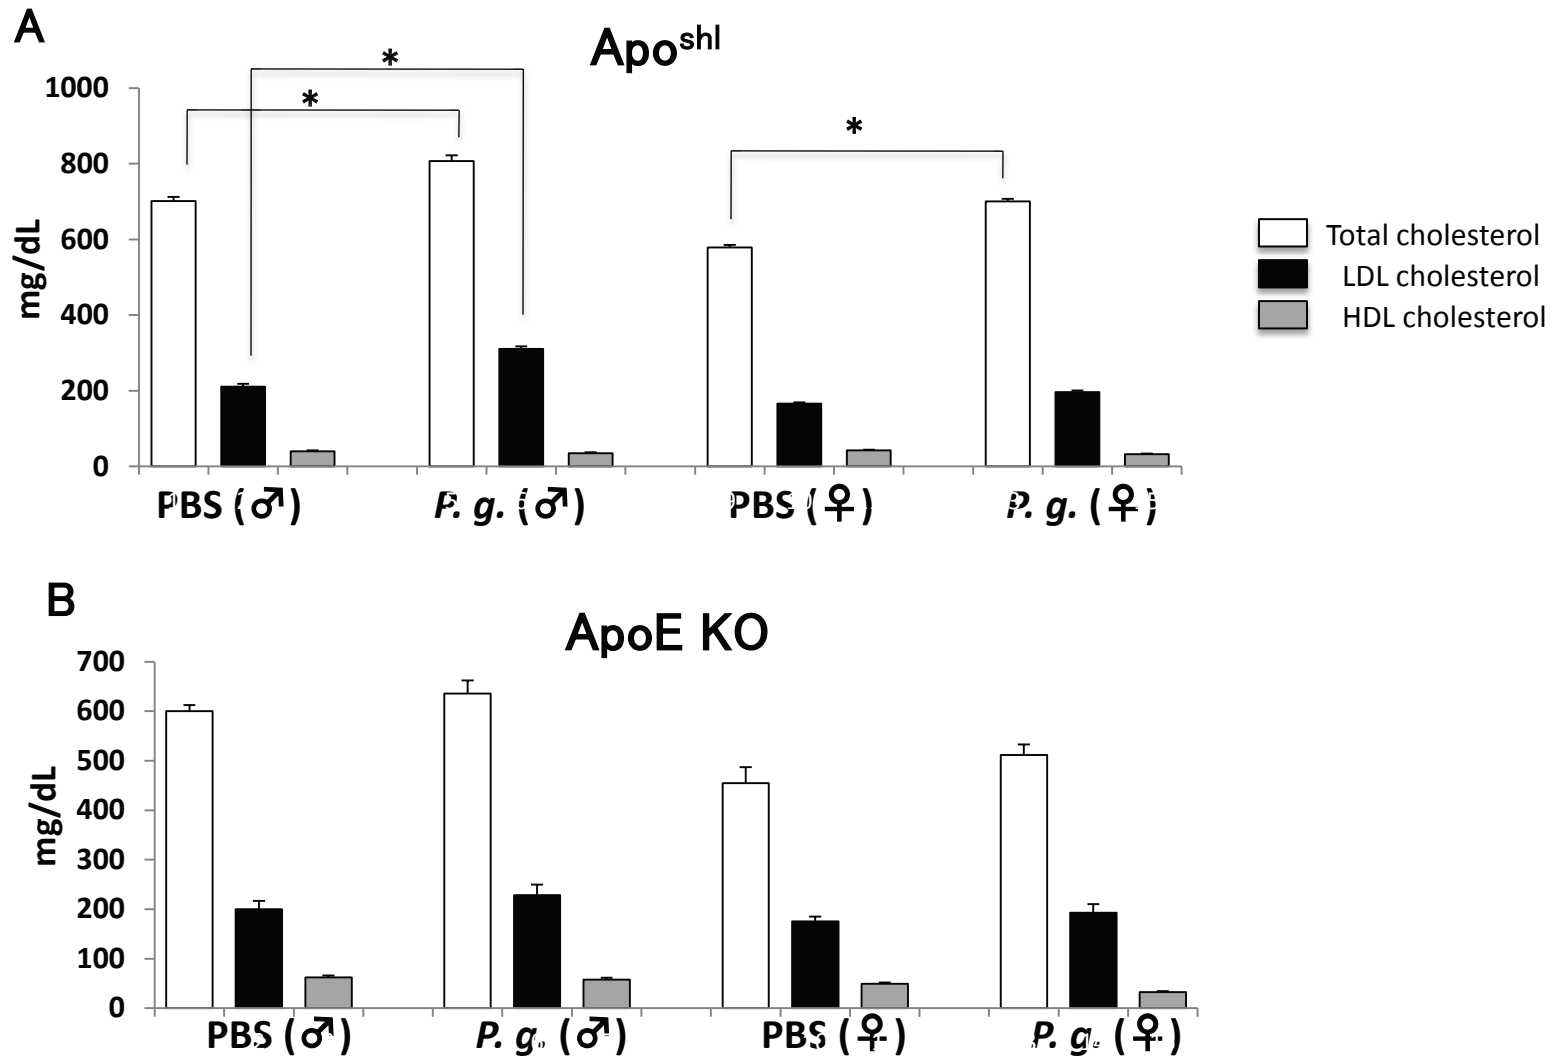 A
Apo^shl
*
*
*
1000
800
600
400
200
0
mg/dL
PBS (♂)
P. g. (♂)
PBS (♀)
P. g. (♀)
Total cholesterol
LDL cholesterol
HDL cholesterol
B
ApoE KO
700
600
500
400
300
200
100
0
mg/dL
PBS (♂)
P. g. (♂)
PBS (♀)
P. g. (♀)